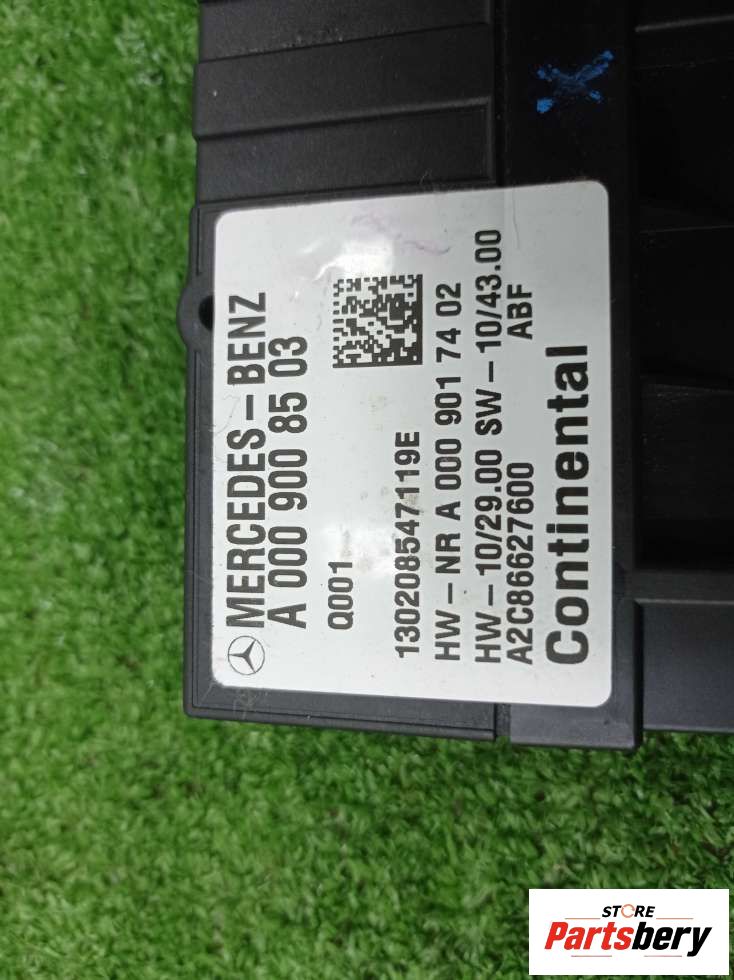 MERCEDES-BENZ
A 000 900 85 03
Q001
130208547119E
HW-NR A 000 901 74 02
HW-10/29.00 SW-10/43.00
A2C86627600 ABF
Continental
STORE
Partsbery